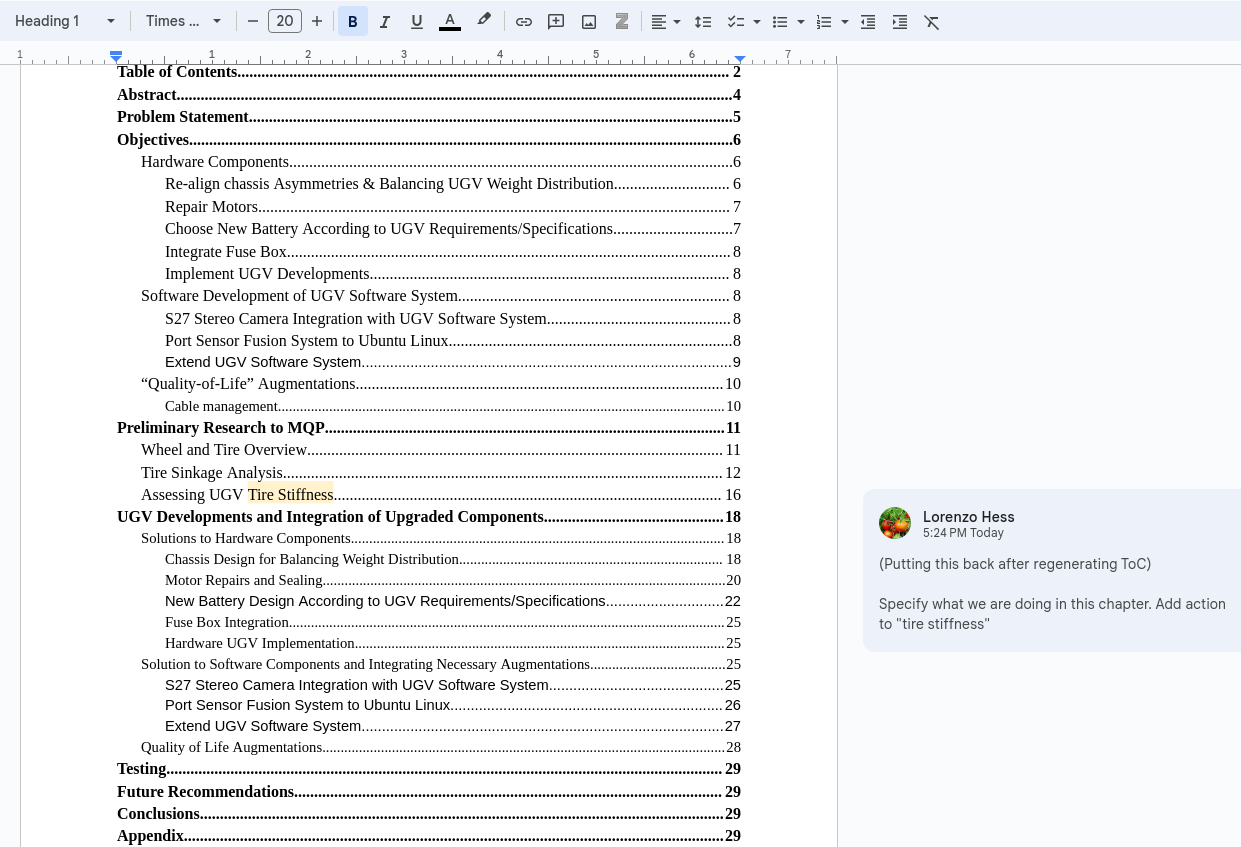 Heading 1 Times ... 20 B I U A
1 1 2 3 4 5 6 7
Table of Contents 2
Abstract 4
Problem Statement 5
Objectives 6
Hardware Components 6
Re-align chassis Asymmetries & Balancing UGV Weight Distribution 6
Repair Motors 7
Choose New Battery According to UGV Requirements/Specifications 7
Integrate Fuse Box 8
Implement UGV Developments 8
Software Development of UGV Software System 8
S27 Stereo Camera Integration with UGV Software System 8
Port Sensor Fusion System to Ubuntu Linux 8
Extend UGV Software System 9
“Quality-of-Life” Augmentations 10
Cable management 10
Preliminary Research to MQP 11
Wheel and Tire Overview 11
Tire Sinkage Analysis 12
Assessing UGV Tire Stiffness 16
UGV Developments and Integration of Upgraded Components 18
Solutions to Hardware Components 18
Chassis Design for Balancing Weight Distribution 18
Motor Repairs and Sealing 20
New Battery Design According to UGV Requirements/Specifications 22
Fuse Box Integration 25
Hardware UGV Implementation 25
Solution to Software Components and Integrating Necessary Augmentations 25
S27 Stereo Camera Integration with UGV Software System 25
Port Sensor Fusion System to Ubuntu Linux 26
Extend UGV Software System 27
Quality of Life Augmentations 28
Testing 29
Future Recommendations 29
Conclusions 29
Appendix 29
Lorenzo Hess
5:24 PM Today
(Putting this back after regenerating ToC)
Specify what we are doing in this chapter. Add action
to "tire stiffness"